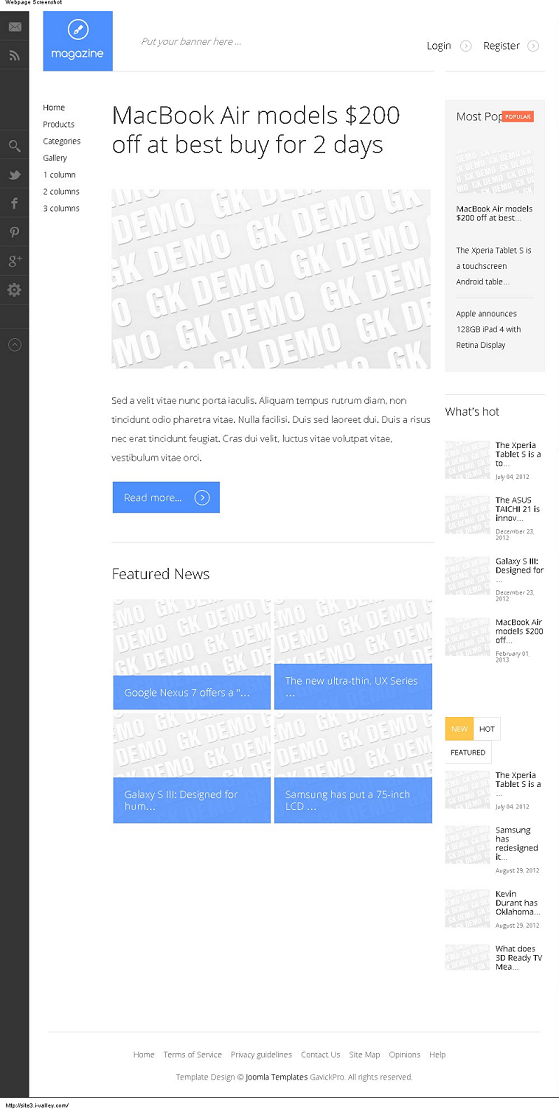 Webpage Screenshot
magazine
Put your banner here ...
Login
Register
Home
Products
Categories
Gallery
1 column
2 columns
3 columns
MacBook Air models $200
off at best buy for 2 days
GK DEMO
Sed a velit vitae nunc porta iaculis. Aliquam tempus rutrum diam, non
tincidunt odio pharetra vitae. Nulla facilisi. Duis sed laoreet dui. Duis a risus
nec erat tincidunt feugiat. Cras dui velit, luctus vitae volutpat vitae,
vestibulum vitae orci.
Read more...
Featured News
Google Nexus 7 offers a "...
The new ultra-thin, UX Series
...
Galaxy S III: Designed for
hum...
Samsung has put a 75-inch
LCD ...
Most Pop
POPULAR
MacBook Air models
$200 off at best...
The Xperia Tablet S is
a touchscreen
Android table...
Apple announces
128GB iPad 4 with
Retina Display
What's hot
The Xperia
Tablet S is a
to...
July 04, 2012
The ASUS
TAICHI 21 is
innov...
December 23,
2012
Galaxy S III:
Designed for
...
December 23,
2012
MacBook Air
models $200
off...
February 01,
2013
NEW
HOT
FEATURED
The Xperia
Tablet S is a
...
July 04, 2012
Samsung
has
redesigned
it...
August 29, 2012
Kevin
Durant has
Oklahoma...
August 29, 2012
What does
3D Ready TV
Mea...
Home Terms of Service Privacy guidelines Contact Us Site Map Opinions Help
Template Design © Joomla Templates GavickPro. All rights reserved.
http://site3.i-valley.com/